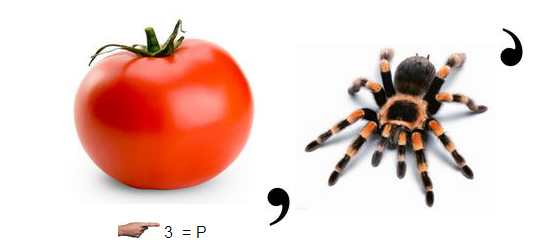 ,
,
3 = P